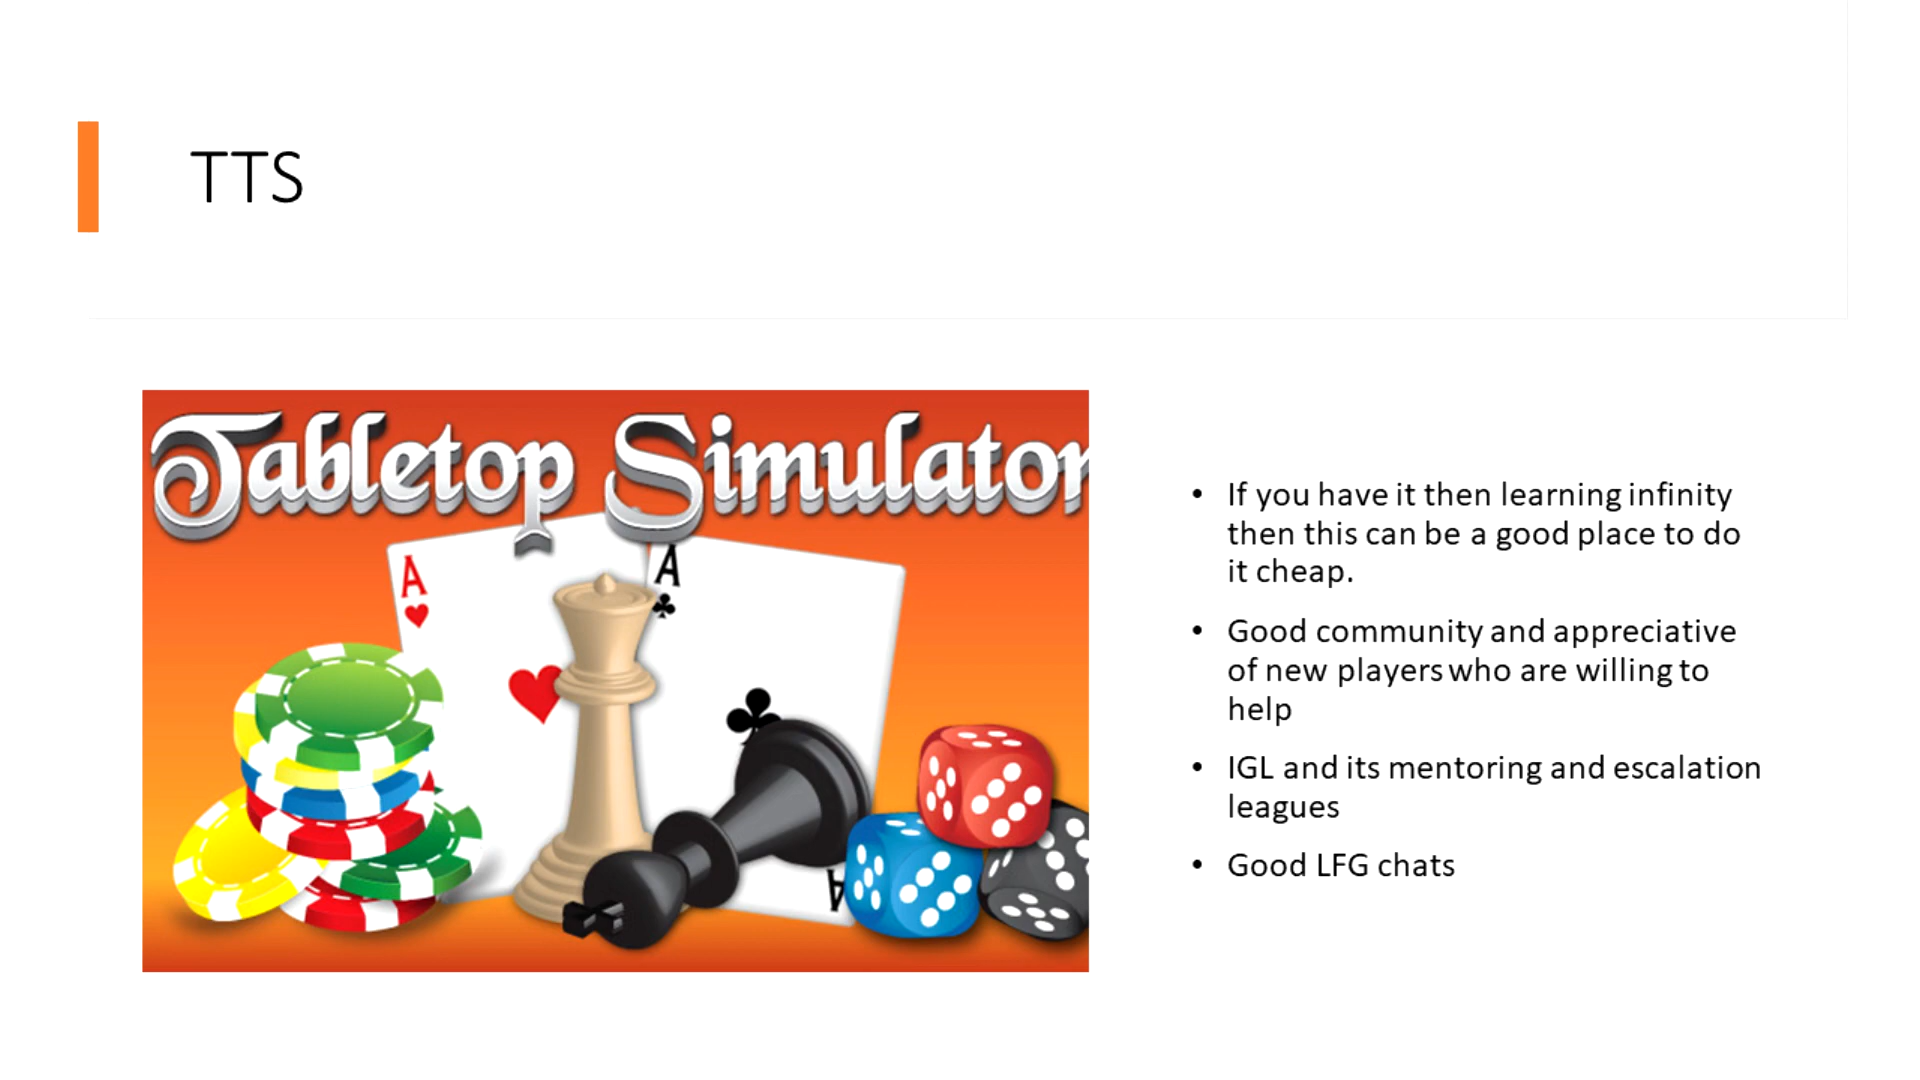 TTS
Tabletop Simulator
A
A
A
• If you have it then learning infinity
then this can be a good place to do
it cheap.
• Good community and appreciative
of new players who are willing to
help
• IGL and its mentoring and escalation
leagues
• Good LFG chats